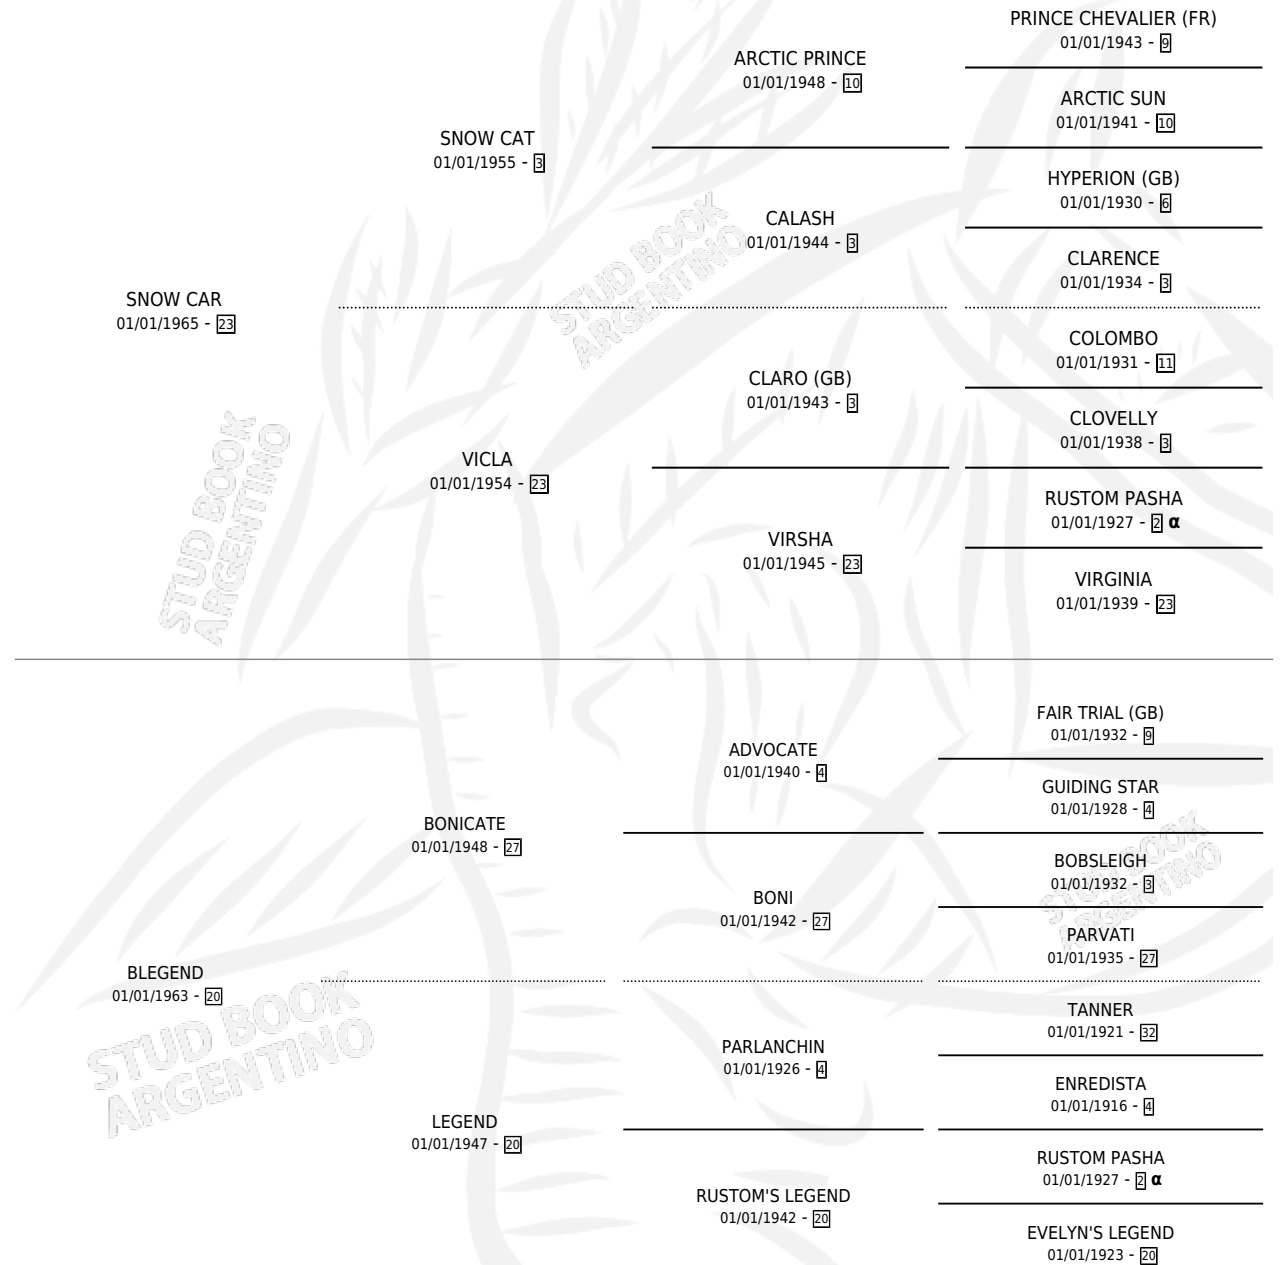 PRINCE CHEVALIER (FR)
01/01/1943 - 9
ARCTIC PRINCE
01/01/1948 - 10
ARCTIC SUN
01/01/1941 - 10
SNOW CAT
01/01/1955 - 3
HYPERION (GB)
01/01/1930 - 6
CALASH
01/01/1944 - 3
CLARENCE
01/01/1934 - 3
SNOW CAR
01/01/1965 - 23
COLOMBO
01/01/1931 - 11
CLARO (GB)
01/01/1943 - 3
CLOVELLY
01/01/1938 - 3
VICLA
01/01/1954 - 23
RUSTOM PASHA
01/01/1927 - 2 α
VIRSHA
01/01/1945 - 23
VIRGINIA
01/01/1939 - 23
FAIR TRIAL (GB)
01/01/1932 - 9
ADVOCATE
01/01/1940 - 4
GUIDING STAR
01/01/1928 - 4
BONICATE
01/01/1948 - 27
BOBSLEIGH
01/01/1932 - 3
BONI
01/01/1942 - 27
PARVATI
01/01/1935 - 27
BLEGEND
01/01/1963 - 20
TANNER
01/01/1921 - 32
PARLANCHIN
01/01/1926 - 4
ENREDISTA
01/01/1916 - 4
LEGEND
01/01/1947 - 20
RUSTOM PASHA
01/01/1927 - 2 α
RUSTOM'S LEGEND
01/01/1942 - 20
EVELYN'S LEGEND
01/01/1923 - 20
STUD BOOK
ARGENTINO
STUD BOOK
ARGENTINO
STUD BOOK
ARGENTINO
STUD BOOK
ARGENTINO